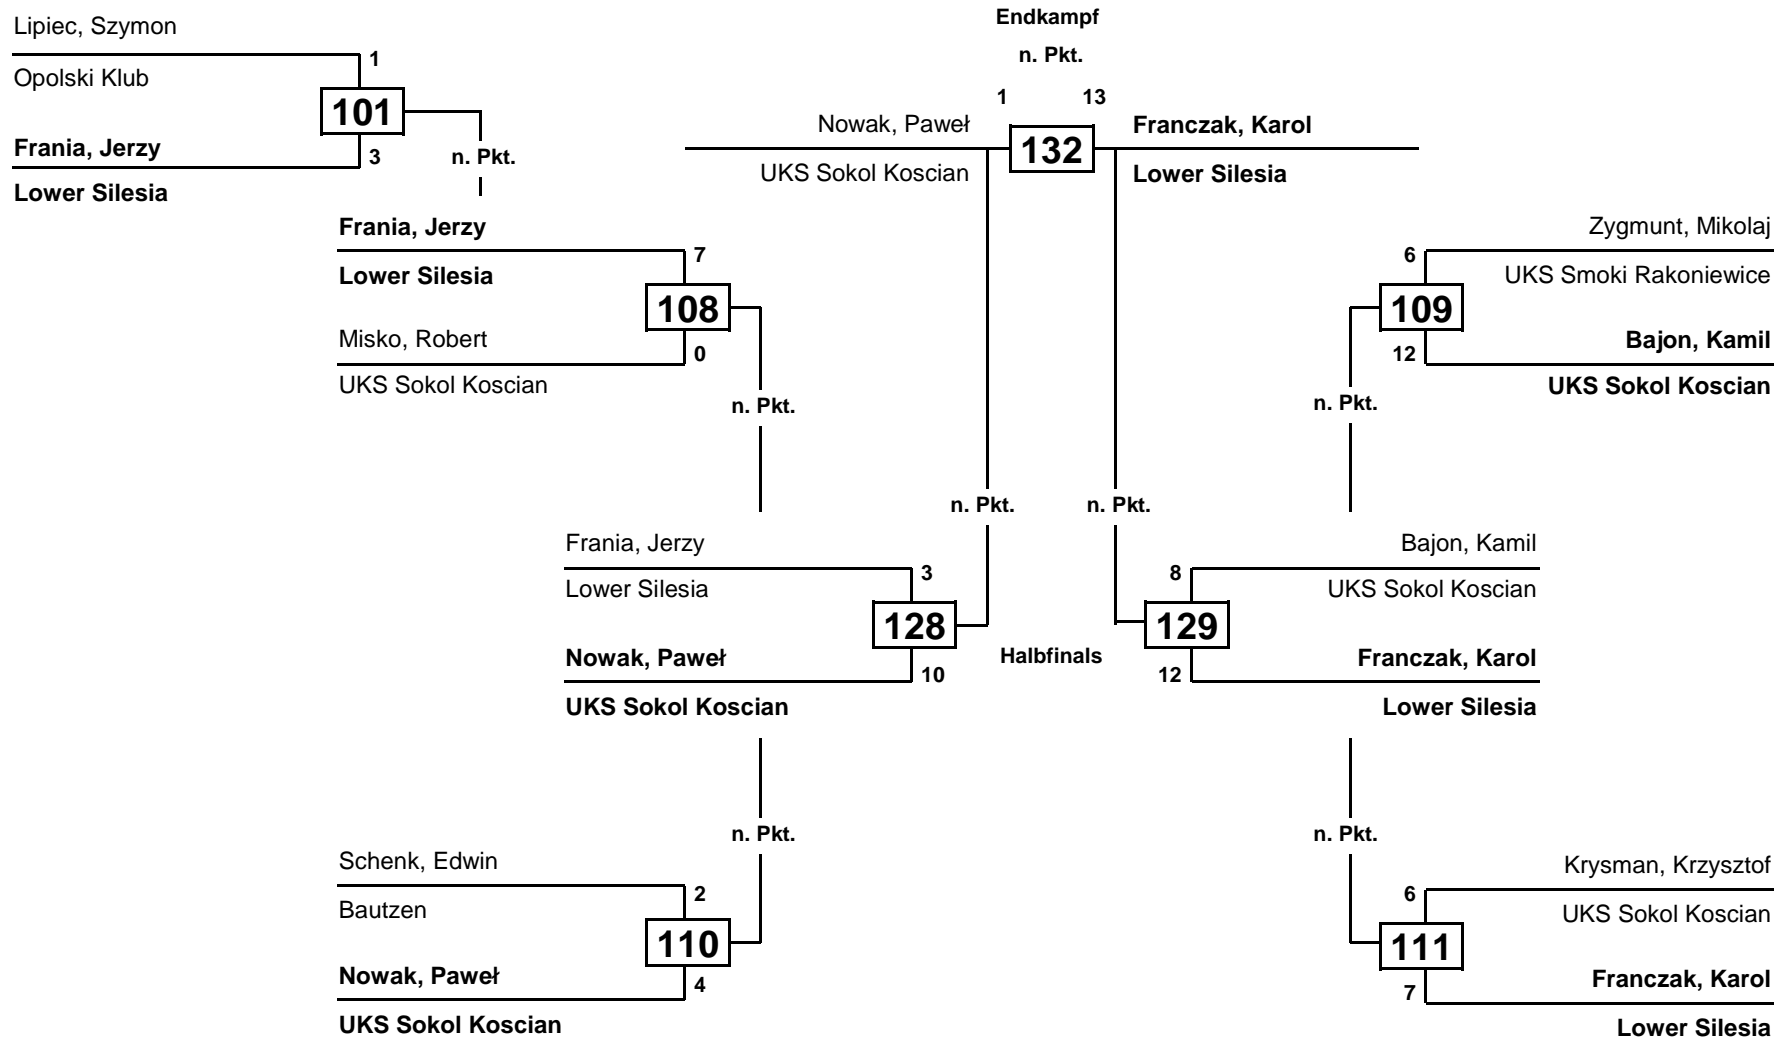 Lipiec, Szymon
1
Opolski Klub
101
Frania, Jerzy
3
n. Pkt.
Lower Silesia
Endkampf
n. Pkt.
1 13
Nowak, Paweł
132
Franczak, Karol
UKS Sokol Koscian
Lower Silesia
Frania, Jerzy
7
Lower Silesia
108
Misko, Robert
0
UKS Sokol Koscian
n. Pkt.
Zygmunt, Mikolaj
6
UKS Smoki Rakoniewice
109
Bajon, Kamil
12
UKS Sokol Koscian
n. Pkt.
n. Pkt.
n. Pkt.
Frania, Jerzy
3
Lower Silesia
128
Nowak, Paweł
10
UKS Sokol Koscian
Halbfinals
Bajon, Kamil
8
UKS Sokol Koscian
129
Franczak, Karol
12
Lower Silesia
n. Pkt.
Schenk, Edwin
2
Bautzen
110
Nowak, Paweł
4
UKS Sokol Koscian
n. Pkt.
Krysman, Krzysztof
6
UKS Sokol Koscian
111
Franczak, Karol
7
Lower Silesia